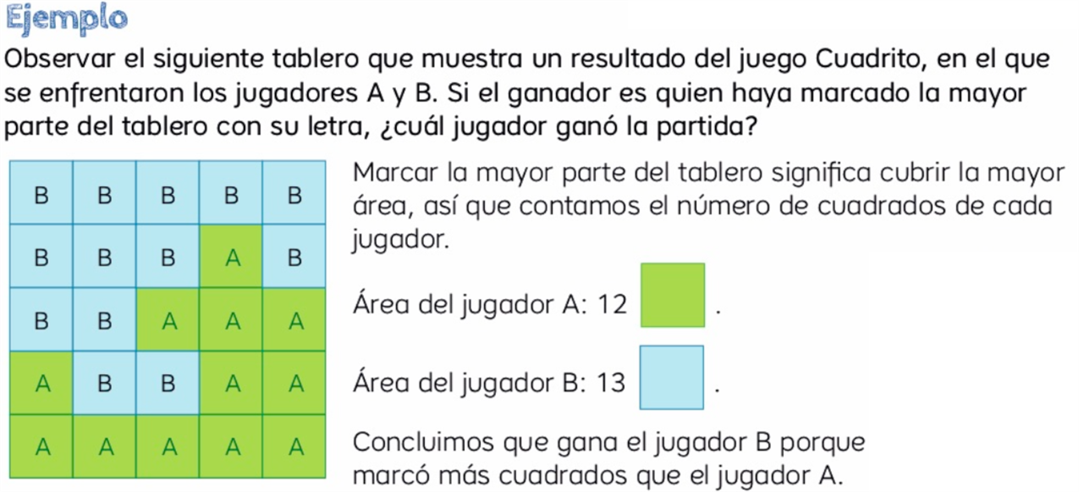 Ejemplo
Observar el siguiente tablero que muestra un resultado del juego Cuadrito, en el que
se enfrentaron los jugadores A y B. Si el ganador es quien haya marcado la mayor
parte del tablero con su letra, ¿cuál jugador ganó la partida?
B B B B B
B B B A B
B B A A A
A B B A A
A A A A A
Marcar la mayor parte del tablero significa cubrir la mayor
área, así que contamos el número de cuadrados de cada
jugador.
Área del jugador A: 12 .
Área del jugador B: 13 .
Concluimos que gana el jugador B porque
marcó más cuadrados que el jugador A.